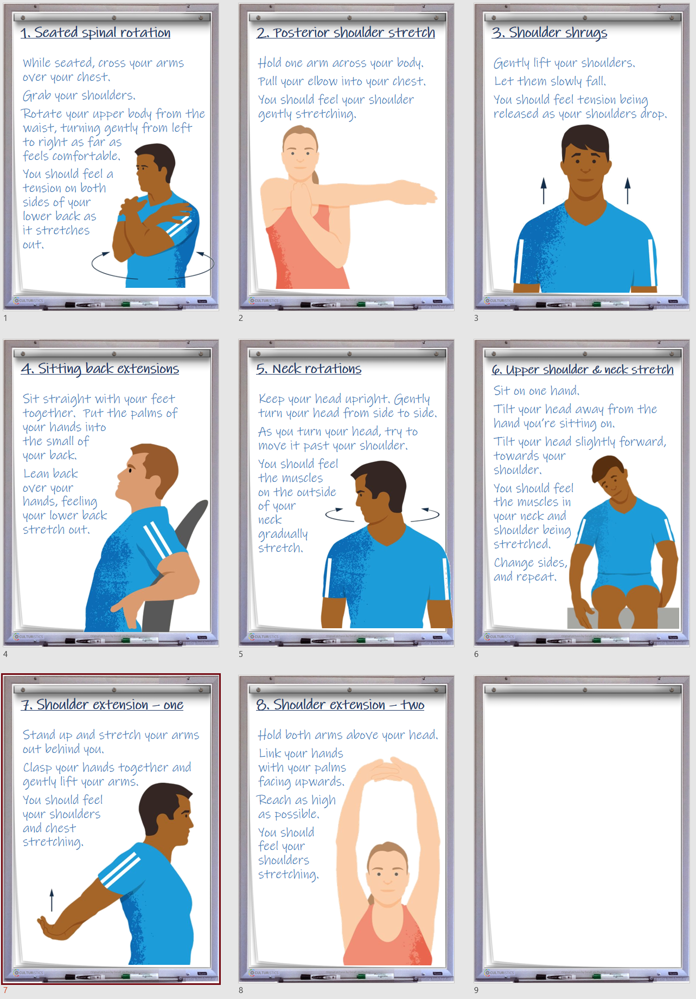 1. Seated spinal rotation
While seated, cross your arms
over your chest.
Grab your shoulders.
Rotate your upper body from the
waist, turning gently from left
to right as far as
feels comfortable.
You should feel a
tension on both
sides of your
lower back as
it stretches
out.
CULTURISTICS
1
2. Posterior shoulder stretch
Hold one arm across your body.
Pull your elbow into your chest.
You should feel your shoulder
gently stretching.
CULTURISTICS
2
3. Shoulder shrugs
Gently lift your shoulders.
Let them slowly fall.
You should feel tension being
released as your shoulders drop.
CULTURISTICS
3
4. Sitting back extensions
Sit straight with your feet
together. Put the palms of
your hands into
the small of
your back.
Lean back
over your
hands, feeling
your lower back
stretch out.
CULTURISTICS
4
5. Neck rotations
Keep your head upright. Gently
turn your head from side to side.
As you turn your head, try to
move it past your shoulder.
You should feel
the muscles
on the outside
of your
neck
gradually
stretch.
CULTURISTICS
5
6. Upper shoulder & neck stretch
Sit on one hand.
Tilt your head away from the
hand you're sitting on.
Tilt your head slightly forward,
towards your
shoulder.
You should feel
the muscles in
your neck and
shoulder being
stretched.
Change sides,
and repeat.
CULTURISTICS
6
7. Shoulder extension – one
Stand up and stretch your arms
out behind you.
Clasp your hands together and
gently lift your arms.
You should feel
your shoulders
and chest
stretching.
CULTURISTICS
7
8. Shoulder extension – two
Hold both arms above your head.
Link your hands
with your palms
facing upwards.
Reach as high
as possible.
You should
feel your
shoulders
stretching.
CULTURISTICS
8
CULTURISTICS
9